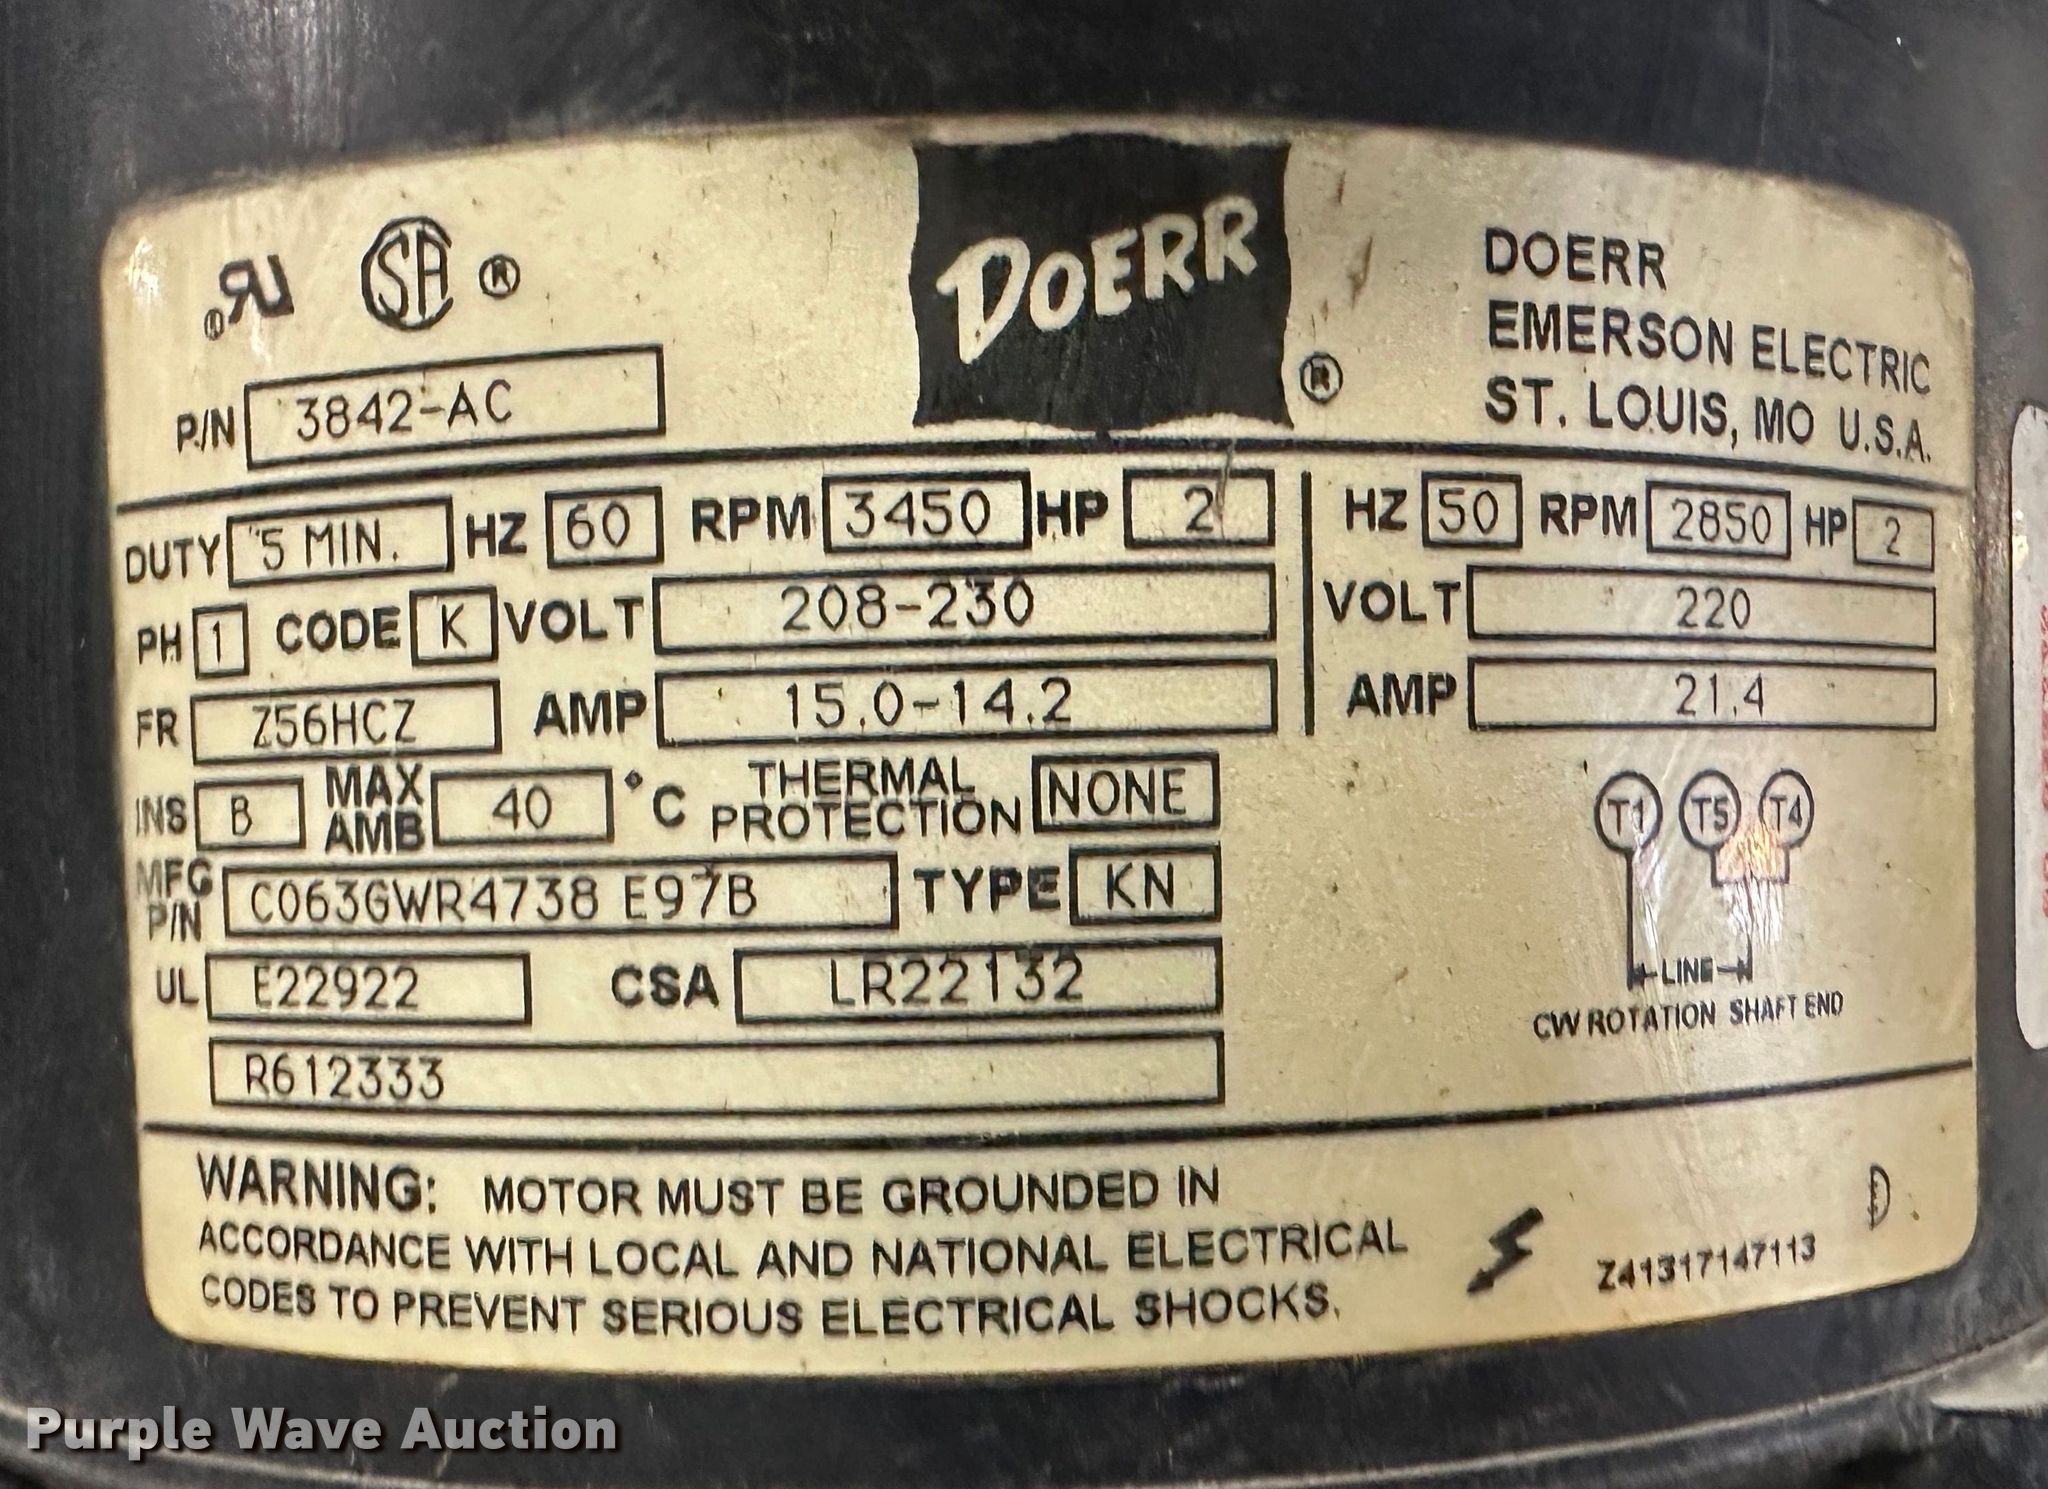 RU® SA ®
DOERR ®
DOERR
EMERSON ELECTRIC
ST. LOUIS, MO U.S.A.
P/N 3842-AC
DUTY 5 MIN. HZ 60 RPM 3450 HP 2 HZ 50 RPM 2850 HP 2
PH 1 CODE K VOLT 208-230 VOLT 220
FR Z56HCZ AMP 15.0-14.2 AMP 21.4
INS B MAX AMB 40 °C THERMAL PROTECTION NONE
MFG P/N C063GWR4738 E97B TYPE KN
UL E22922 CSA LR22132
R612333
T1 T5 T4
LINE
CW ROTATION SHAFT END
WARNING: MOTOR MUST BE GROUNDED IN
ACCORDANCE WITH LOCAL AND NATIONAL ELECTRICAL
CODES TO PREVENT SERIOUS ELECTRICAL SHOCKS.
Z41317147113
Purple Wave Auction